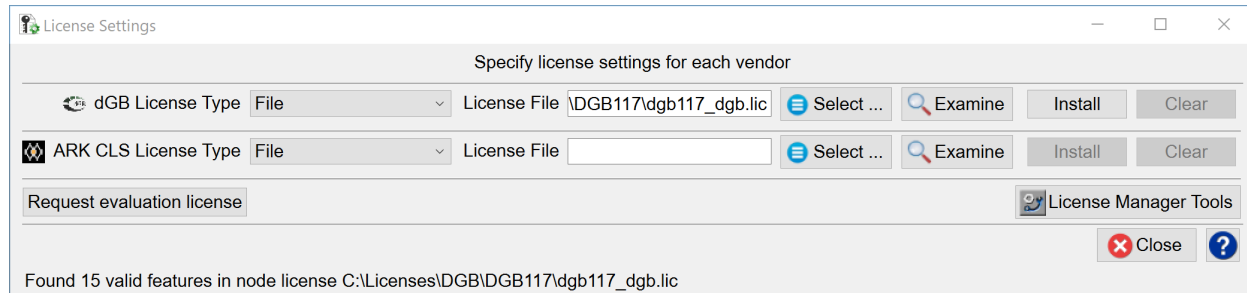 License Settings
Specify license settings for each vendor
dGB License Type File License File \DGB117\dgb117_dgb.lic Select ... Examine Install Clear
ARK CLS License Type File License File Select ... Examine Install Clear
Request evaluation license License Manager Tools
Close ?
Found 15 valid features in node license C:\Licenses\DGB\DGB117\dgb117_dgb.lic